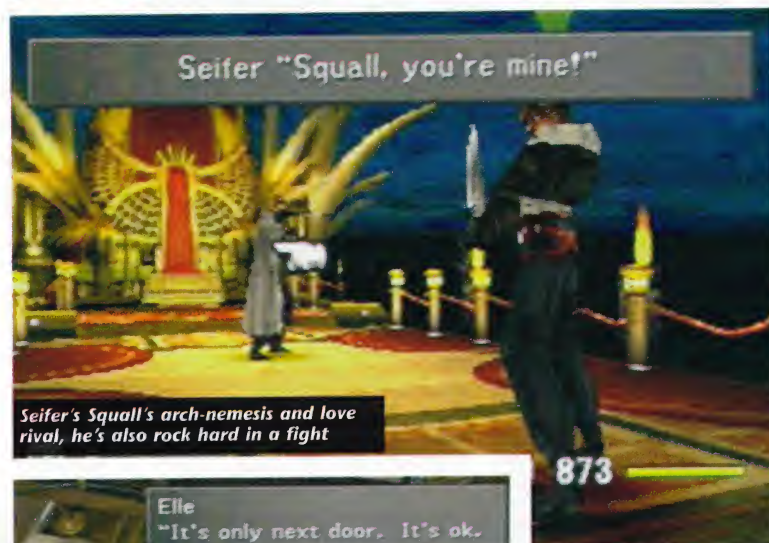 Seifer "Squall, you're mine!"
Seifer's Squall's arch-nemesis and love
rival, he's also rock hard in a fight
873
Elle
"It's only next door. It's ok.